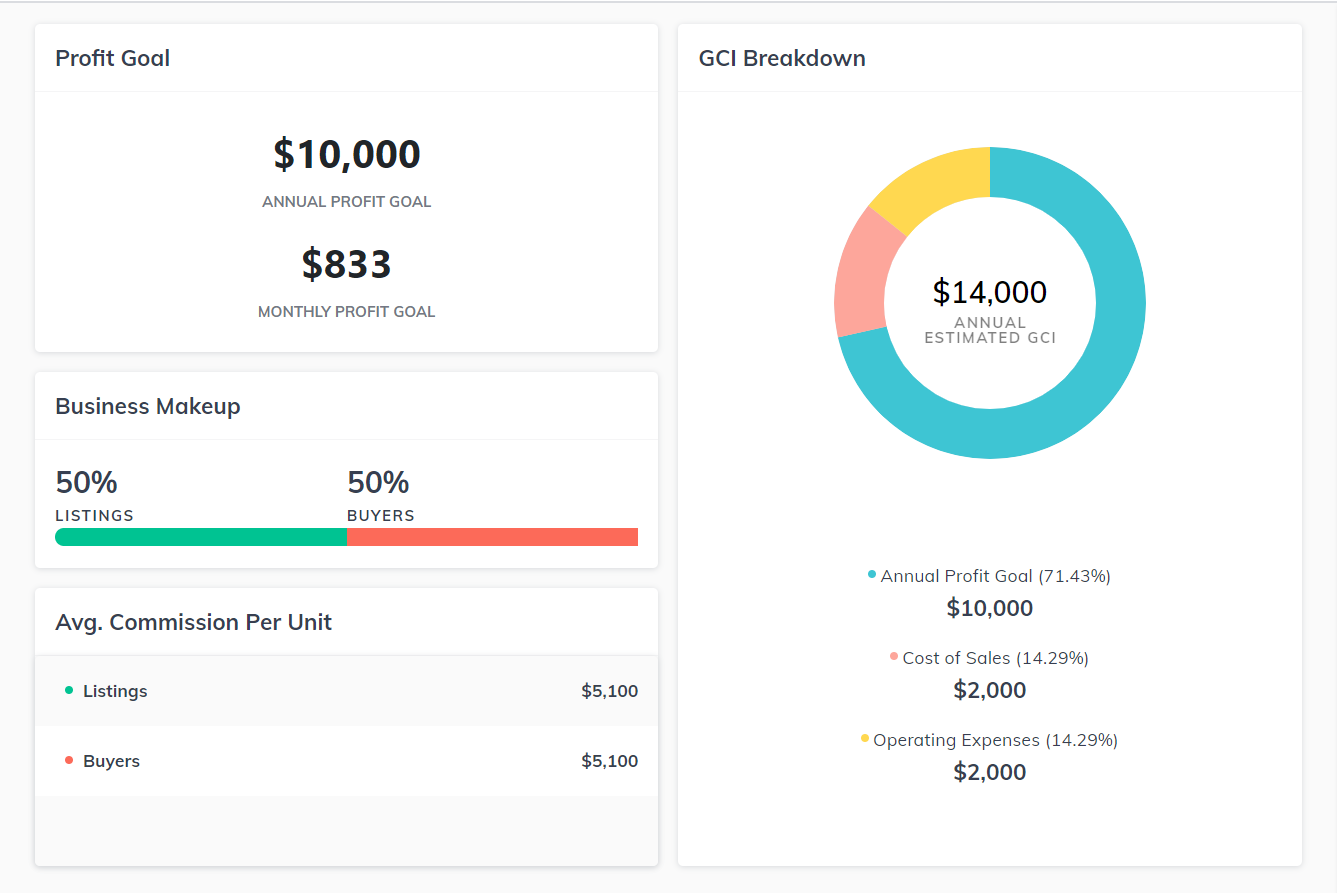 Profit Goal
$10,000
ANNUAL PROFIT GOAL
$833
MONTHLY PROFIT GOAL
Business Makeup
50%
LISTINGS
50%
BUYERS
Avg. Commission Per Unit
Listings
$5,100
Buyers
$5,100
GCI Breakdown
$14,000
ANNUAL
ESTIMATED GCI
Annual Profit Goal (71.43%)
$10,000
Cost of Sales (14.29%)
$2,000
Operating Expenses (14.29%)
$2,000